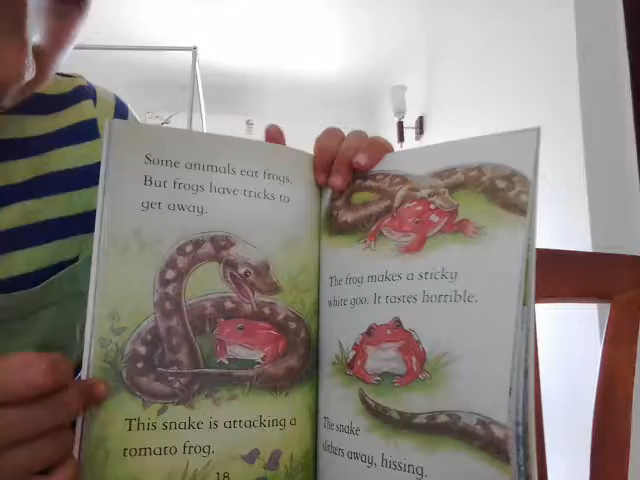 Some animals eat frogs.
But frogs have tricks to
get away.
This snake is attacking a
tomato frog.
18
The frog makes a sticky
white goo. It tastes horrible.
The snake
slithers away, hissing.